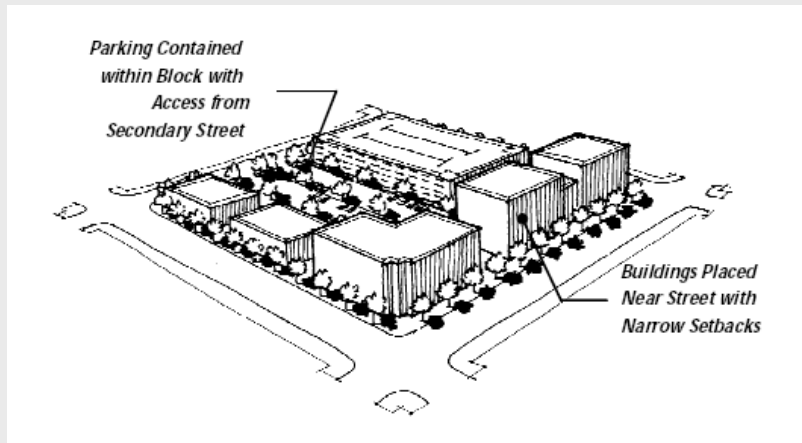 Parking Contained
within Block with
Access from
Secondary Street
Buildings Placed
Near Street with
Narrow Setbacks